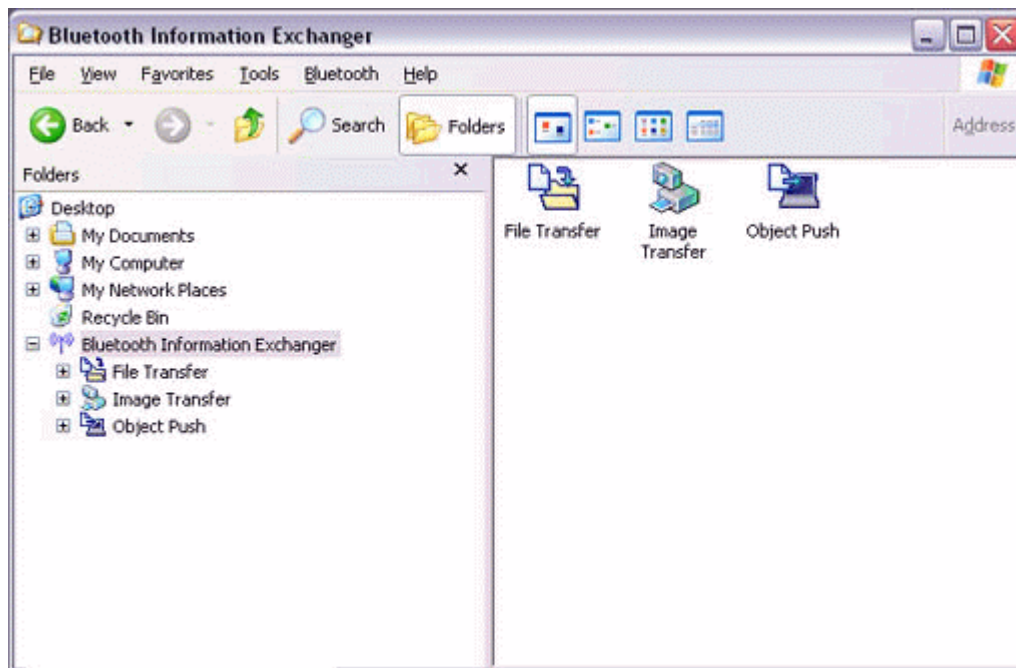 Bluetooth Information Exchanger
File View Favorites Tools Bluetooth Help
Back Search Folders Address
Folders
Desktop
My Documents
My Computer
My Network Places
Recycle Bin
Bluetooth Information Exchanger
File Transfer
Image Transfer
Object Push
File Transfer
Image
Transfer
Object Push